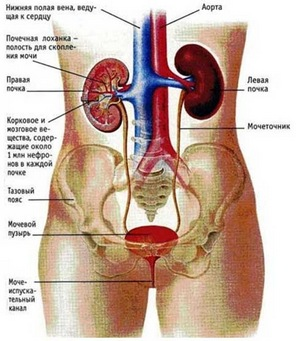 Нижняя полая вена, веду-
щая к сердцу
Почечная лоханка –
полость для скопле-
ния мочи
Правая
почка
Корковое и
мозговое ве-
щества, содер-
жащие около
1 млн нефро-
нов в каждой
почке
Тазовый
пояс
Мочевой
пузырь
Моче-
испуска-
тельный
канал
Аорта
Левая
почка
Мочеточник